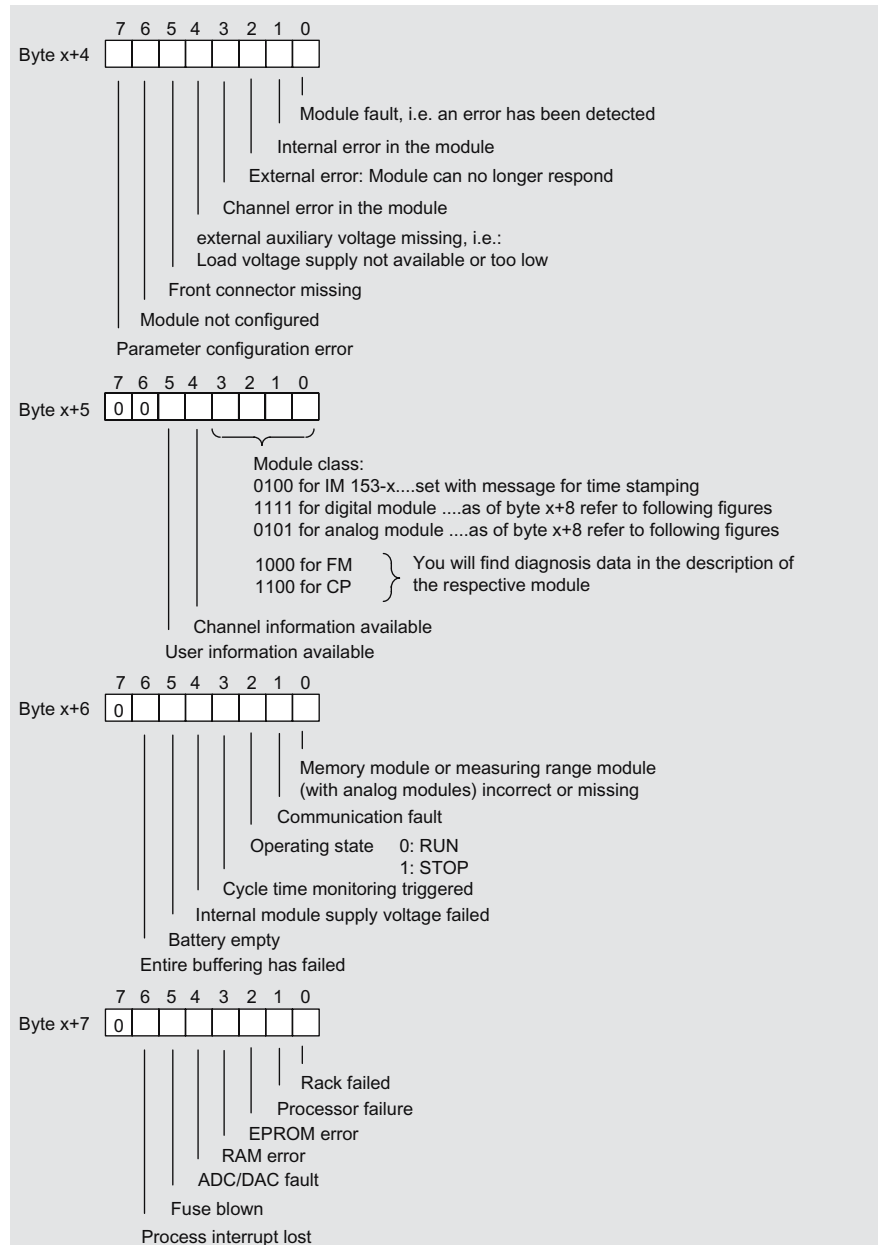 7 6 5 4 3 2 1 0
Byte x+4
Module fault, i.e. an error has been detected
Internal error in the module
External error: Module can no longer respond
Channel error in the module
external auxiliary voltage missing, i.e.:
Load voltage supply not available or too low
Front connector missing
Module not configured
Parameter configuration error
7 6 5 4 3 2 1 0
Byte x+5 0 0
Module class:
0100 for IM 153-x....set with message for time stamping
1111 for digital module ....as of byte x+8 refer to following figures
0101 for analog module ....as of byte x+8 refer to following figures
1000 for FM You will find diagnosis data in the description of
1100 for CP the respective module
Channel information available
User information available
7 6 5 4 3 2 1 0
Byte x+6 0
Memory module or measuring range module
(with analog modules) incorrect or missing
Communication fault
Operating state 0: RUN
1: STOP
Cycle time monitoring triggered
Internal module supply voltage failed
Battery empty
Entire buffering has failed
7 6 5 4 3 2 1 0
Byte x+7 0
Rack failed
Processor failure
EPROM error
RAM error
ADC/DAC fault
Fuse blown
Process interrupt lost